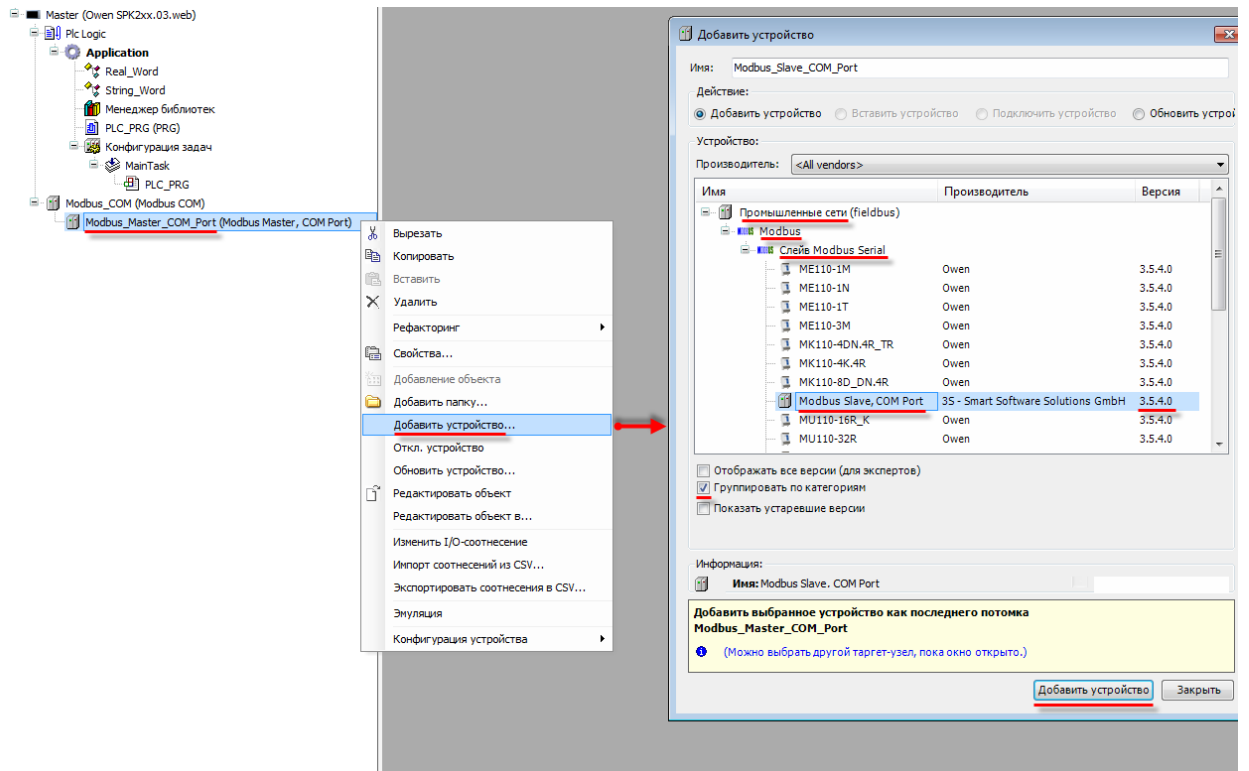 Master (Owen SPK2xx.03.web)
Plc Logic
Application
Real_Word
String_Word
Менеджер библиотек
PLC_PRG (PRG)
Конфигурация задач
MainTask
PLC_PRG
Modbus_COM (Modbus COM)
Modbus_Master_COM_Port (Modbus Master, COM Port)
Вырезать
Копировать
Вставить
Удалить
Рефакторинг
Свойства...
Добавление объекта
Добавить папку...
Добавить устройство...
Откл. устройство
Обновить устройство...
Редактировать объект
Редактировать объект в...
Изменить I/O-соотнесение
Импорт соотнесений из CSV...
Экспортировать соотнесения в CSV...
Эмуляция
Конфигурация устройства
Добавить устройство
Имя: Modbus_Slave_COM_Port
Действие:
Добавить устройство Вставить устройство Подключить устройство Обновить устрой
Устройство:
Производитель: <All vendors>
Имя Производитель Версия
Промышленные сети (fieldbus)
Modbus
Слейв Modbus Serial
ME110-1M Owen 3.5.4.0
ME110-1N Owen 3.5.4.0
ME110-1T Owen 3.5.4.0
ME110-3M Owen 3.5.4.0
MK110-4DN.4R_TR Owen 3.5.4.0
MK110-4K.4R Owen 3.5.4.0
MK110-8D_DN.4R Owen 3.5.4.0
Modbus Slave, COM Port 3S - Smart Software Solutions GmbH 3.5.4.0
MU110-16R_K Owen 3.5.4.0
MU110-32R Owen 3.5.4.0
Отображать все версии (для экспертов)
Группировать по категориям
Показать устаревшие версии
Информация:
Имя: Modbus Slave. COM Port
Добавить выбранное устройство как последнего потомка
Modbus_Master_COM_Port
(Можно выбрать другой таргет-узел, пока окно открыто.)
Добавить устройство Закрыть